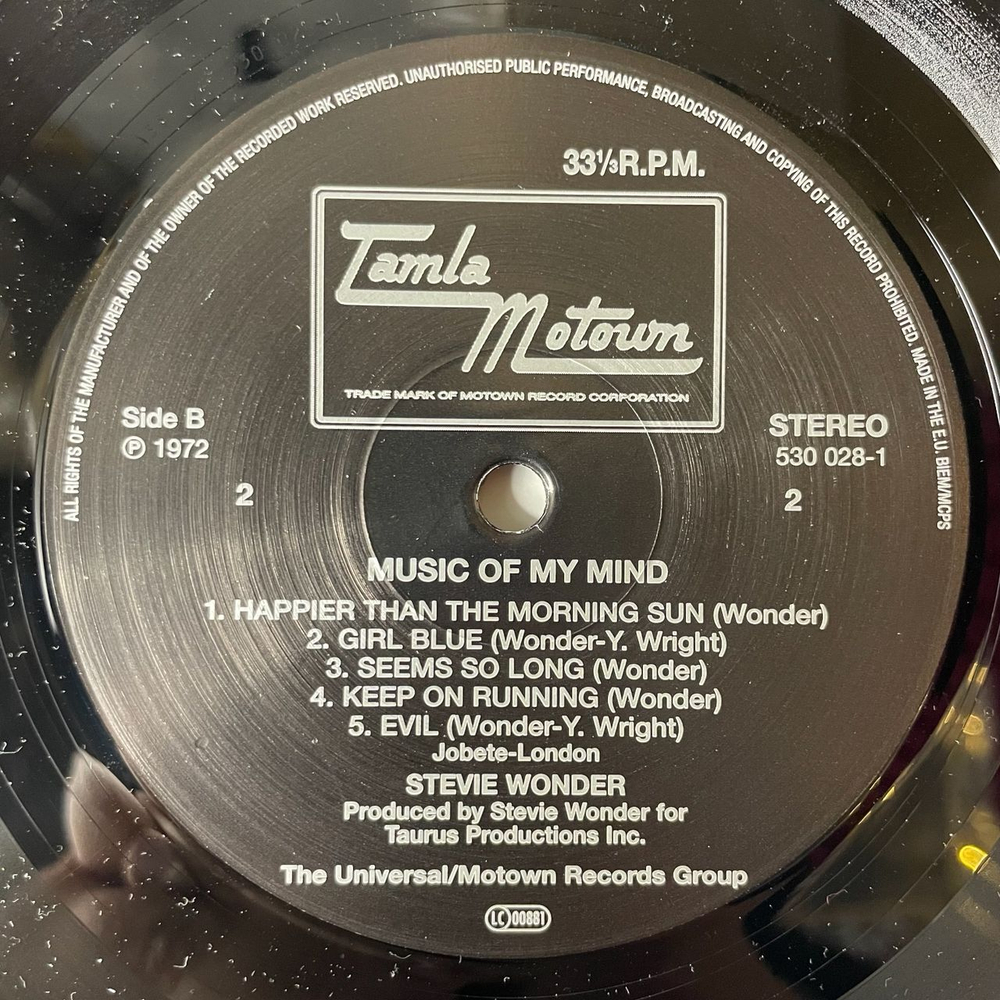 ALL RIGHTS OF THE MANUFACTURER AND OF THE OWNER OF THE RECORDED WORK RESERVED. UNAUTHORISED PUBLIC PERFORMANCE, BROADCASTING AND COPYING OF THIS RECORD PROHIBITED. MADE IN THE E.U. BIEM/MCPS
33⅓R.P.M.
Tamla
Motown
TRADE MARK OF MOTOWN RECORD CORPORATION
Side B
℗ 1972
2
STEREO
530 028-1
2
MUSIC OF MY MIND
1. HAPPIER THAN THE MORNING SUN (Wonder)
2. GIRL BLUE (Wonder-Y. Wright)
3. SEEMS SO LONG (Wonder)
4. KEEP ON RUNNING (Wonder)
5. EVIL (Wonder-Y. Wright)
Jobete-London
STEVIE WONDER
Produced by Stevie Wonder for
Taurus Productions Inc.
The Universal/Motown Records Group
LC 00881